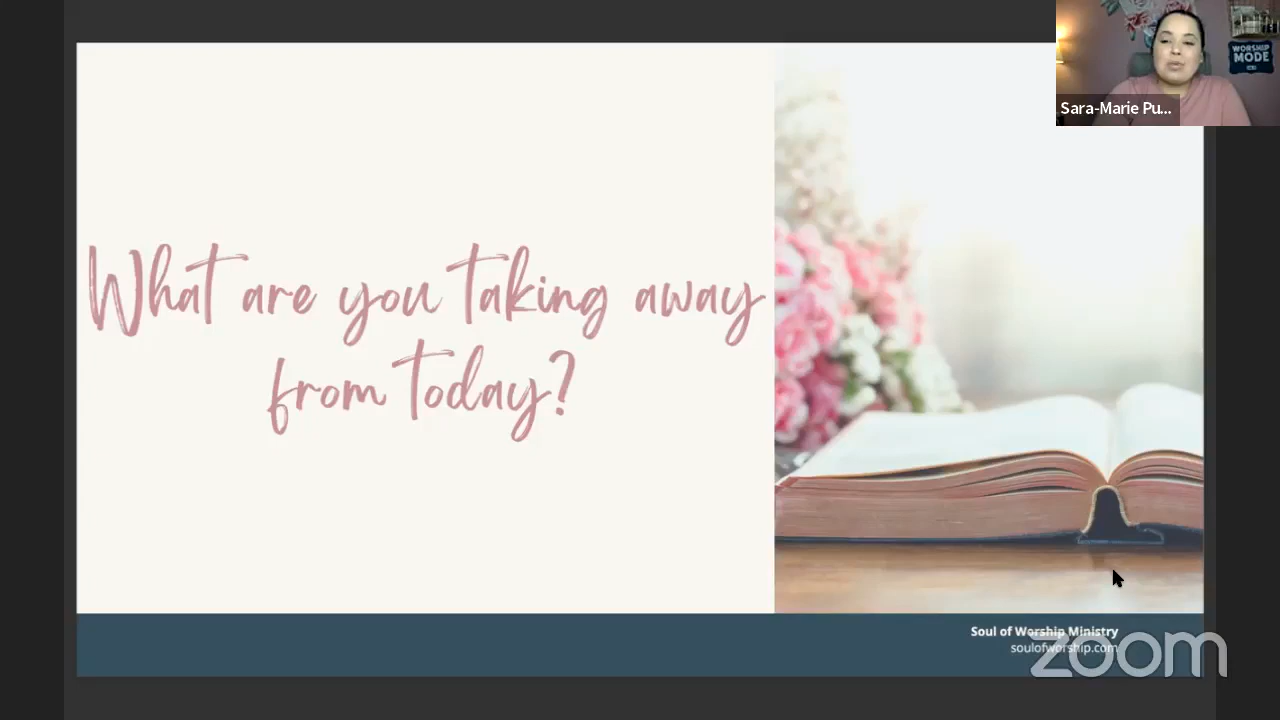 WORSHIP
MODE
Sara-Marie Pu...
What are you taking away
from today?
Soul of Worship Ministry
soulofworship.com
zoom